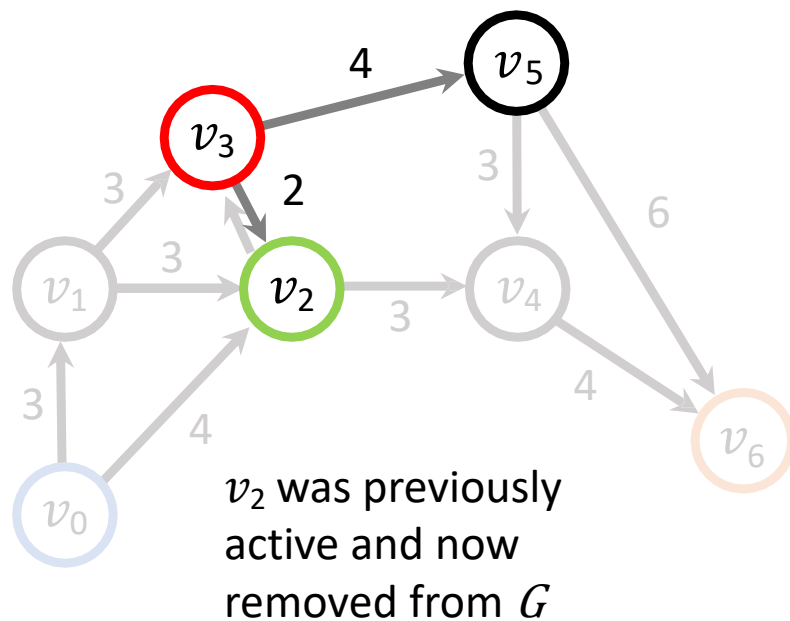 4
v₅
v₃
3
2
3
6
3
v₁
v₂
3
v₄
3
4
4
v₆
v₀
v₂ was previously
active and now
removed from G